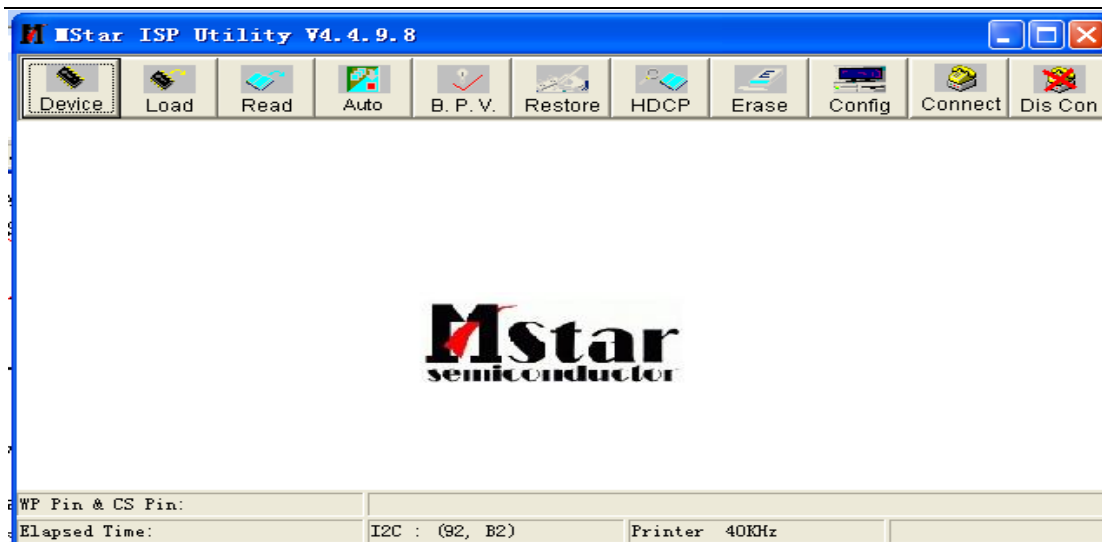 MStar ISP Utility V4.4.9.8
Device Load Read Auto B.P.V. Restore HDCP Erase Config Connect Dis Con
MStar
semiconductor
WP Pin & CS Pin:
Elapsed Time: I2C : (92, B2) Printer 40KHz